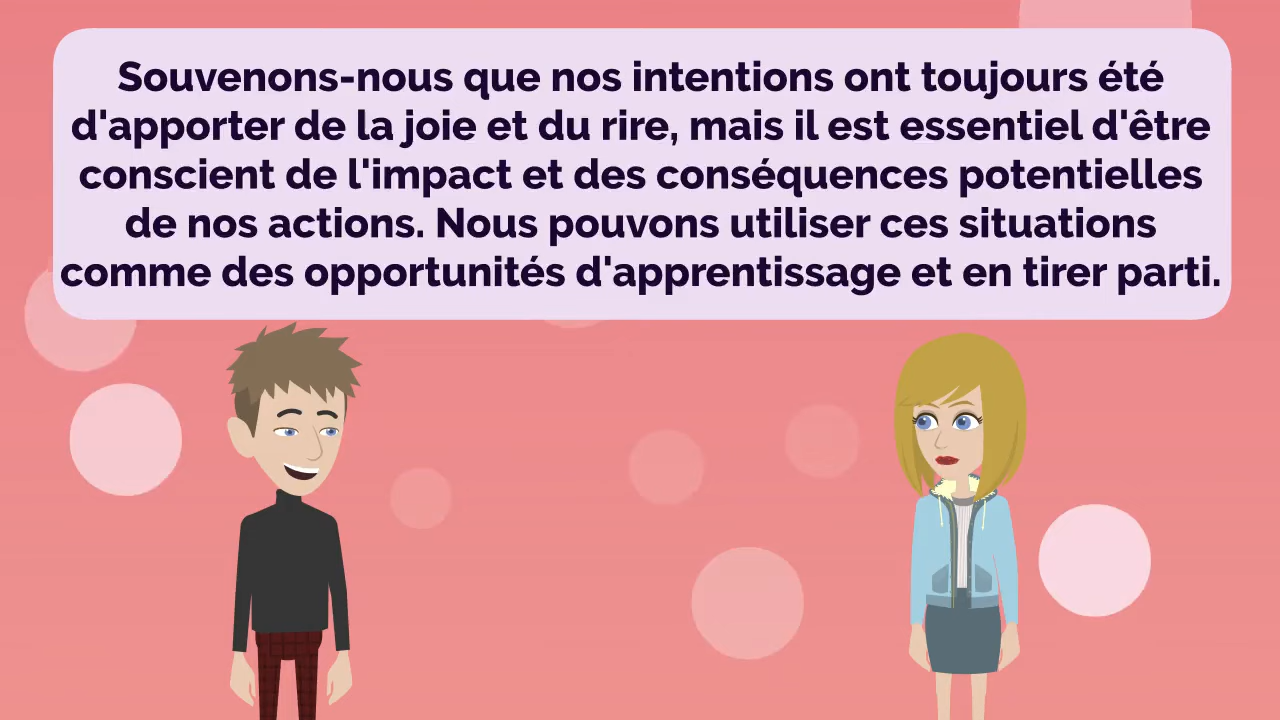 Souvenons-nous que nos intentions ont toujours été
d'apporter de la joie et du rire, mais il est essentiel d'être
conscient de l'impact et des conséquences potentielles
de nos actions. Nous pouvons utiliser ces situations
comme des opportunités d'apprentissage et en tirer parti.